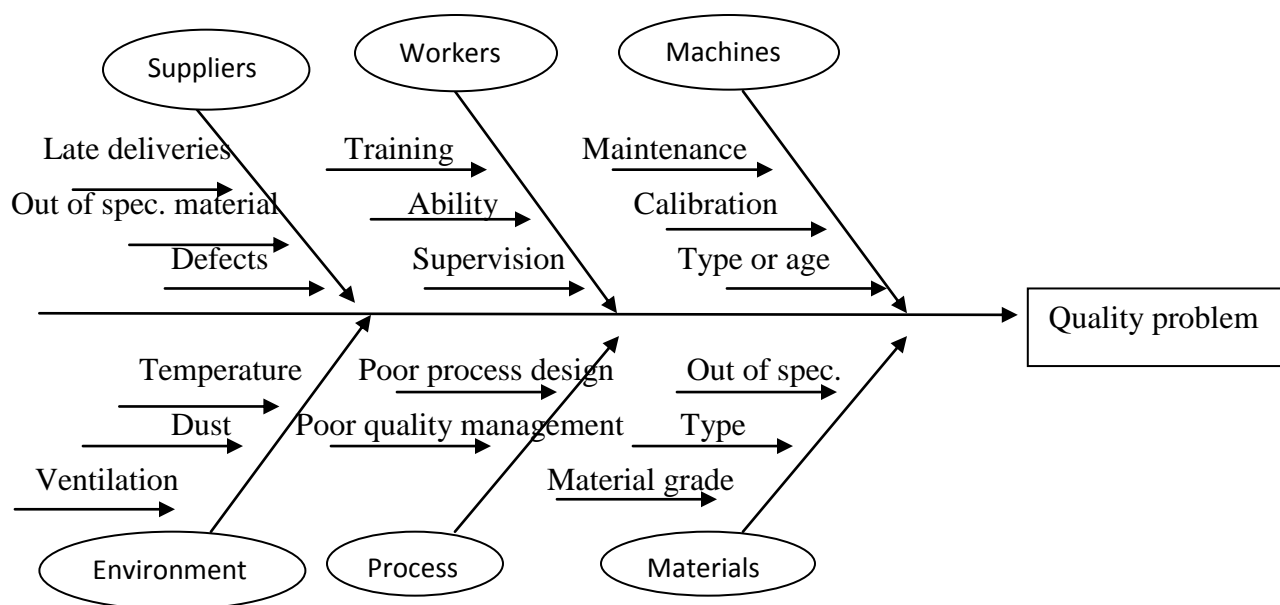 Suppliers
Workers
Machines
Late deliveries
Training
Maintenance
Out of spec. material
Ability
Calibration
Defects
Supervision
Type or age
Quality problem
Temperature
Poor process design
Out of spec.
Dust
Poor quality management
Type
Ventilation
Material grade
Environment
Process
Materials